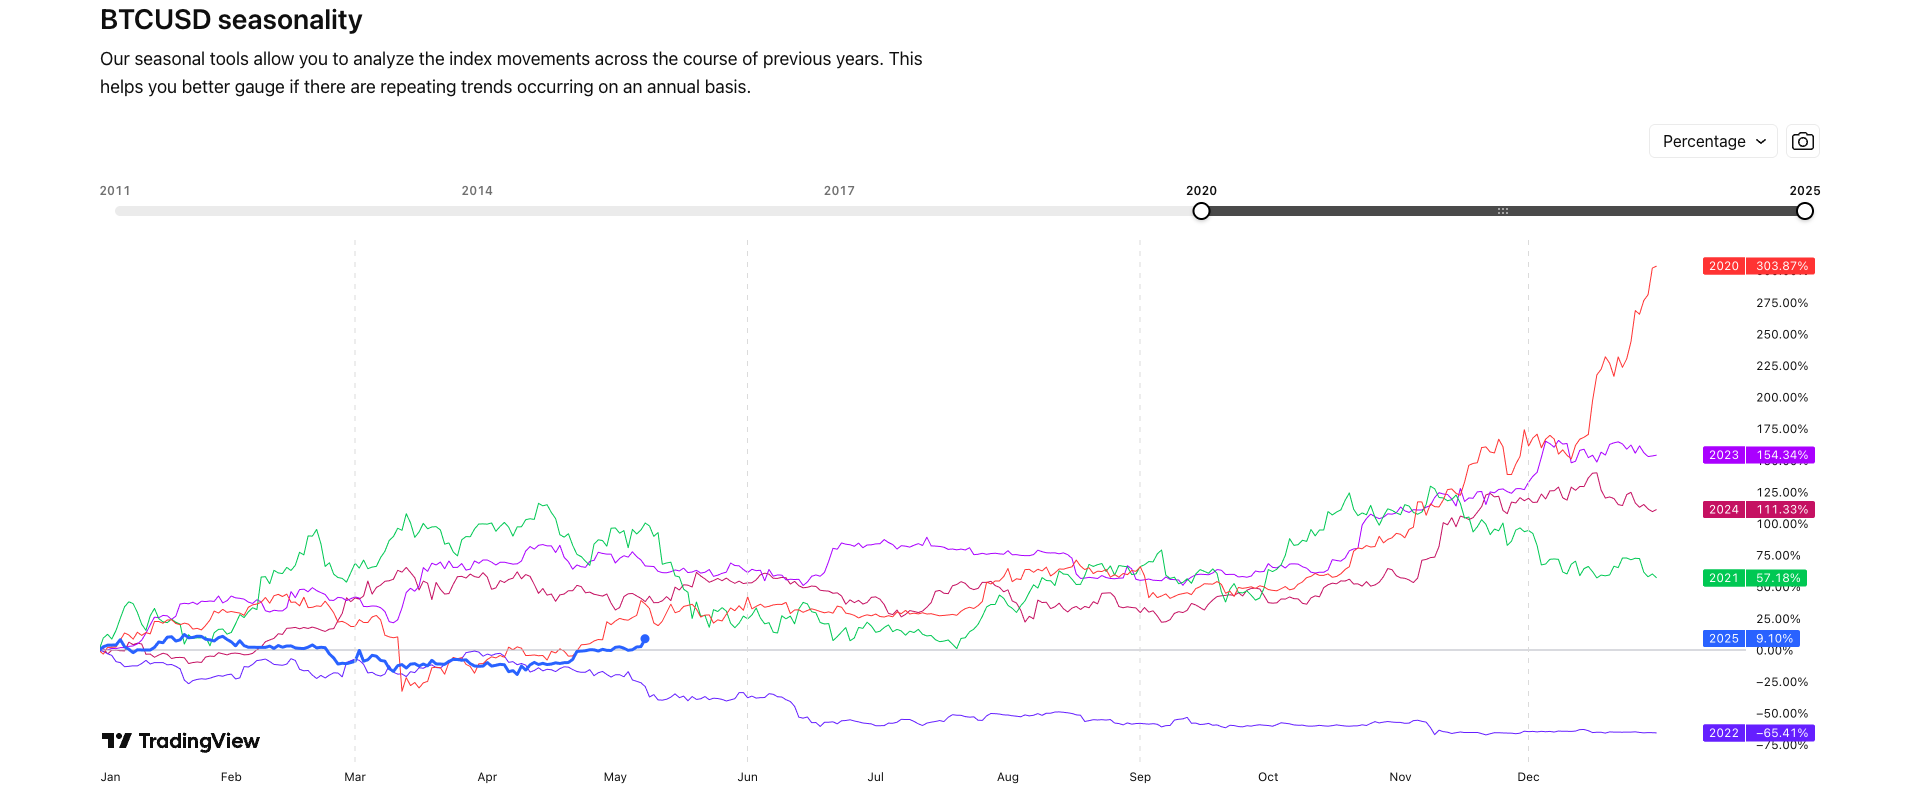 BTCUSD seasonality
Our seasonal tools allow you to analyze the index movements across the course of previous years. This
helps you better gauge if there are repeating trends occurring on an annual basis.
Percentage
2011 2014 2017 2020 2025
2020 303.87%
275.00%
250.00%
225.00%
200.00%
175.00%
2023 154.34%
125.00%
2024 111.33%
100.00%
75.00%
2021 57.18%
50.00%
25.00%
2025 9.10%
0.00%
−25.00%
−50.00%
2022 −65.41%
−75.00%
TradingView
Jan Feb Mar Apr May Jun Jul Aug Sep Oct Nov Dec